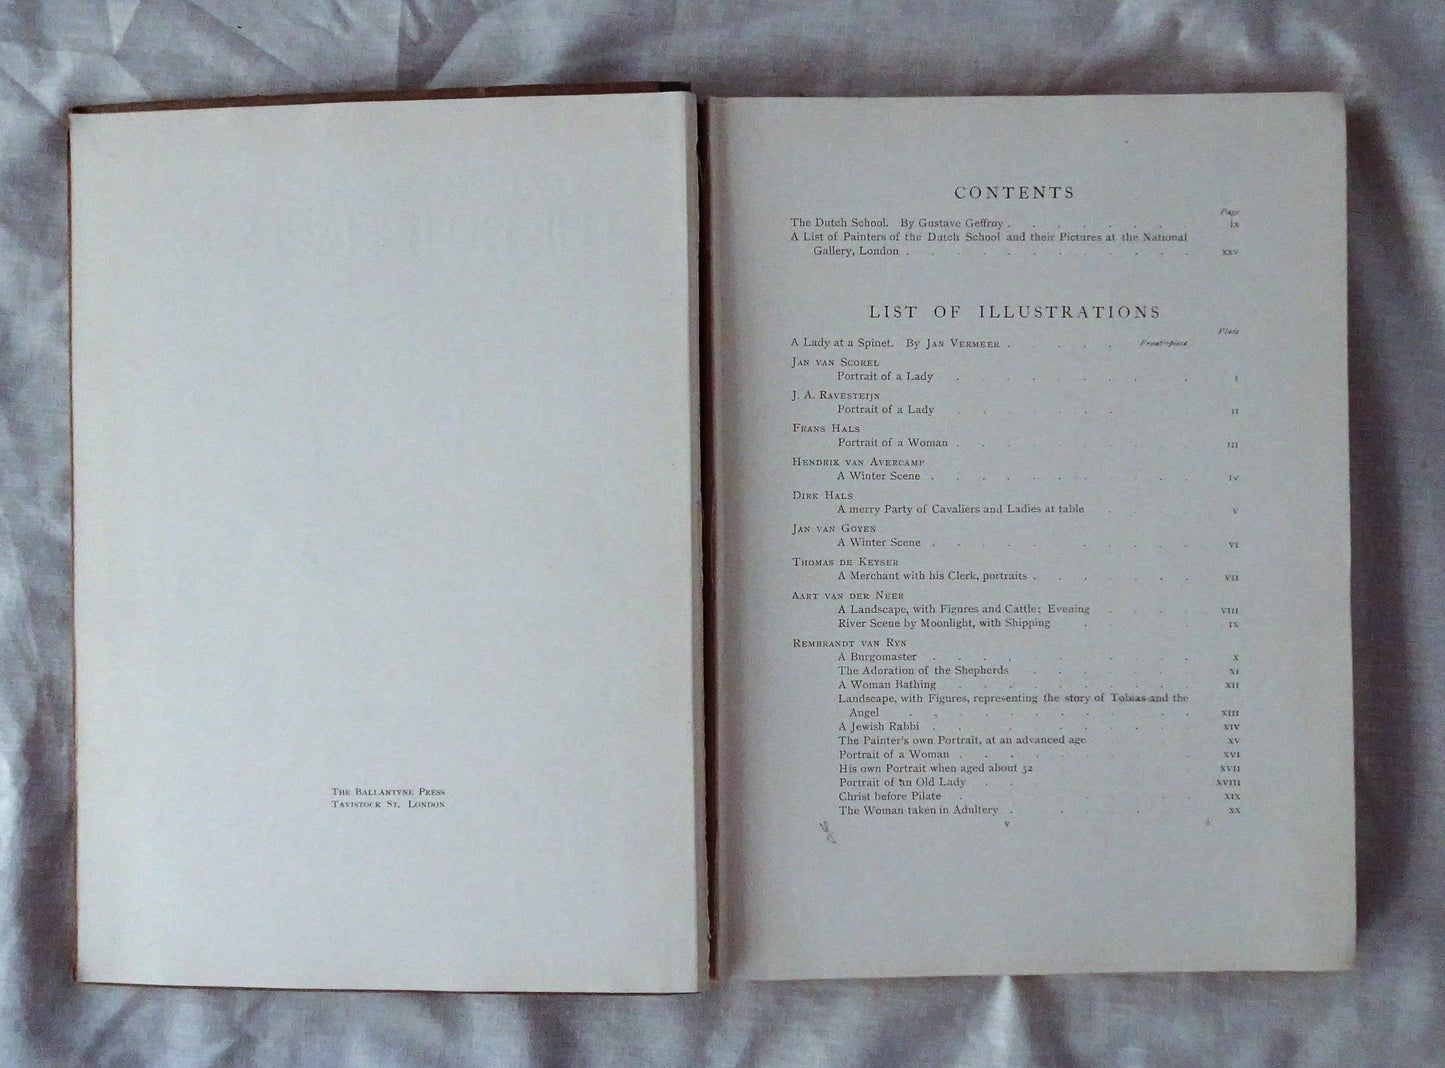 THE BALLANTYNE PRESS
TAVISTOCK ST. LONDON
CONTENTS
Page
The Dutch School. By Gustave Geffroy . . . . . . . . ix
A List of Painters of the Dutch School and their Pictures at the National
Gallery, London . . . . . . . . . . . . xxv
LIST OF ILLUSTRATIONS
Plate
A Lady at a Spinet. By JAN VERMEER . . . . . Frontispiece
JAN VAN SCOREL
Portrait of a Lady . . . . . . . . . I
J. A. RAVESTEIJN
Portrait of a Lady . . . . . . . . II
FRANS HALS
Portrait of a Woman . . . . . . . . III
HENDRIK VAN AVERCAMP
A Winter Scene . . . . . . . . IV
DIRK HALS
A merry Party of Cavaliers and Ladies at table . . . . V
JAN VAN GOYEN
A Winter Scene . . . . . . . . . VI
THOMAS DE KEYSER
A Merchant with his Clerk, portraits . . . . . . . VII
AART VAN DER NEER
A Landscape, with Figures and Cattle; Evening . . . . VIII
River Scene by Moonlight, with Shipping . . IX
REMBRANDT VAN RYN
A Burgomaster . . . . . . . . . . X
The Adoration of the Shepherds . . . . . . . XI
A Woman Bathing . . . . . . . . . XII
Landscape, with Figures, representing the story of Tobias and the
Angel . . . . . . . . . . . . XIII
A Jewish Rabbi . . . . . . . . . . XIV
The Painter's own Portrait, at an advanced age XV
Portrait of a Woman . . . . . . . . XVI
His own Portrait when aged about 32 XVII
Portrait of an Old Lady . . . . . XVIII
Christ before Pilate . . . . . . XIX
The Woman taken in Adultery . . . . . . XX
v b